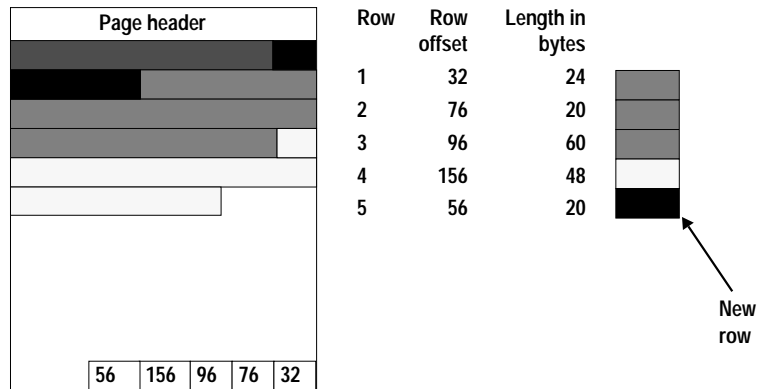 Page header
Row Row offset Length in bytes
1 32 24
2 76 20
3 96 60
4 156 48
5 56 20
New row
56 156 96 76 32